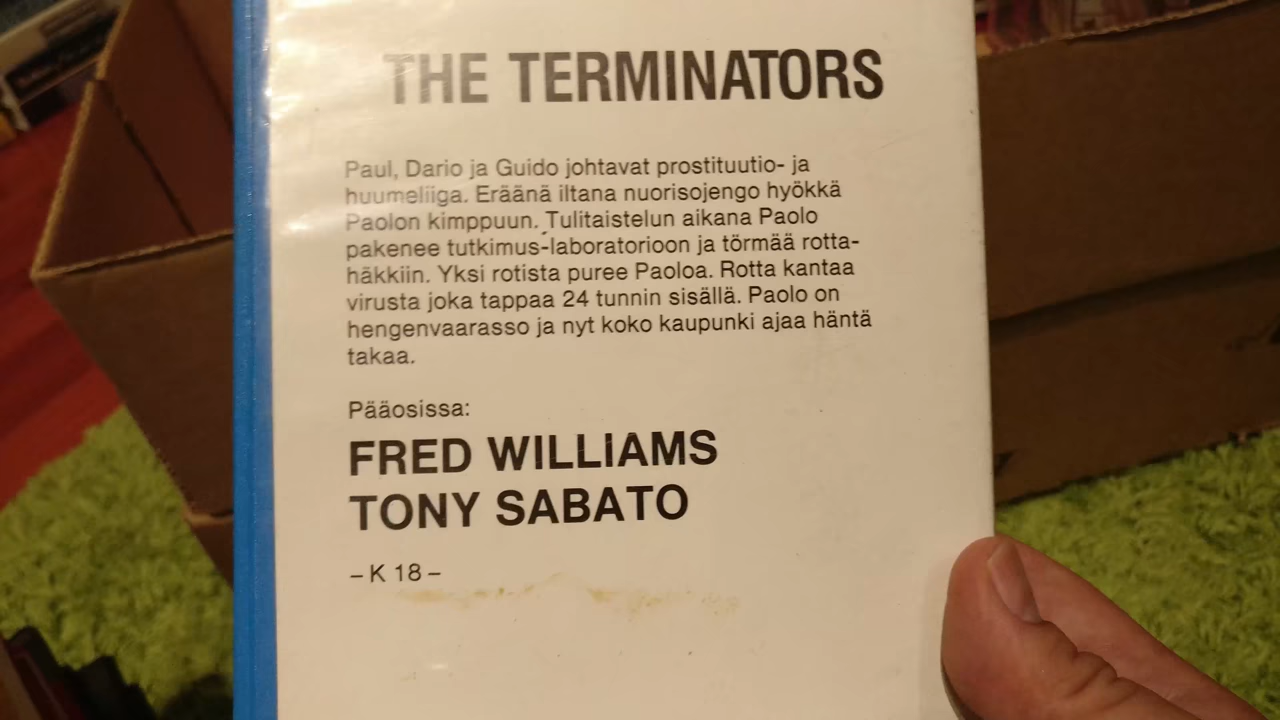 THE TERMINATORS
Paul, Dario ja Guido johtavat prostituutio- ja
huumeliiga. Eräänä iltana nuorisojengo hyökkä
Paolon kimppuun. Tulitaistelun aikana Paolo
pakenee tutkimus-laboratorioon ja törmää rotta-
häkkiin. Yksi rotista puree Paoloa. Rotta kantaa
virusta joka tappaa 24 tunnin sisällä. Paolo on
hengenvaarasso ja nyt koko kaupunki ajaa häntä
takaa.
Pääosissa:
FRED WILLIAMS
TONY SABATO
– K 18 –